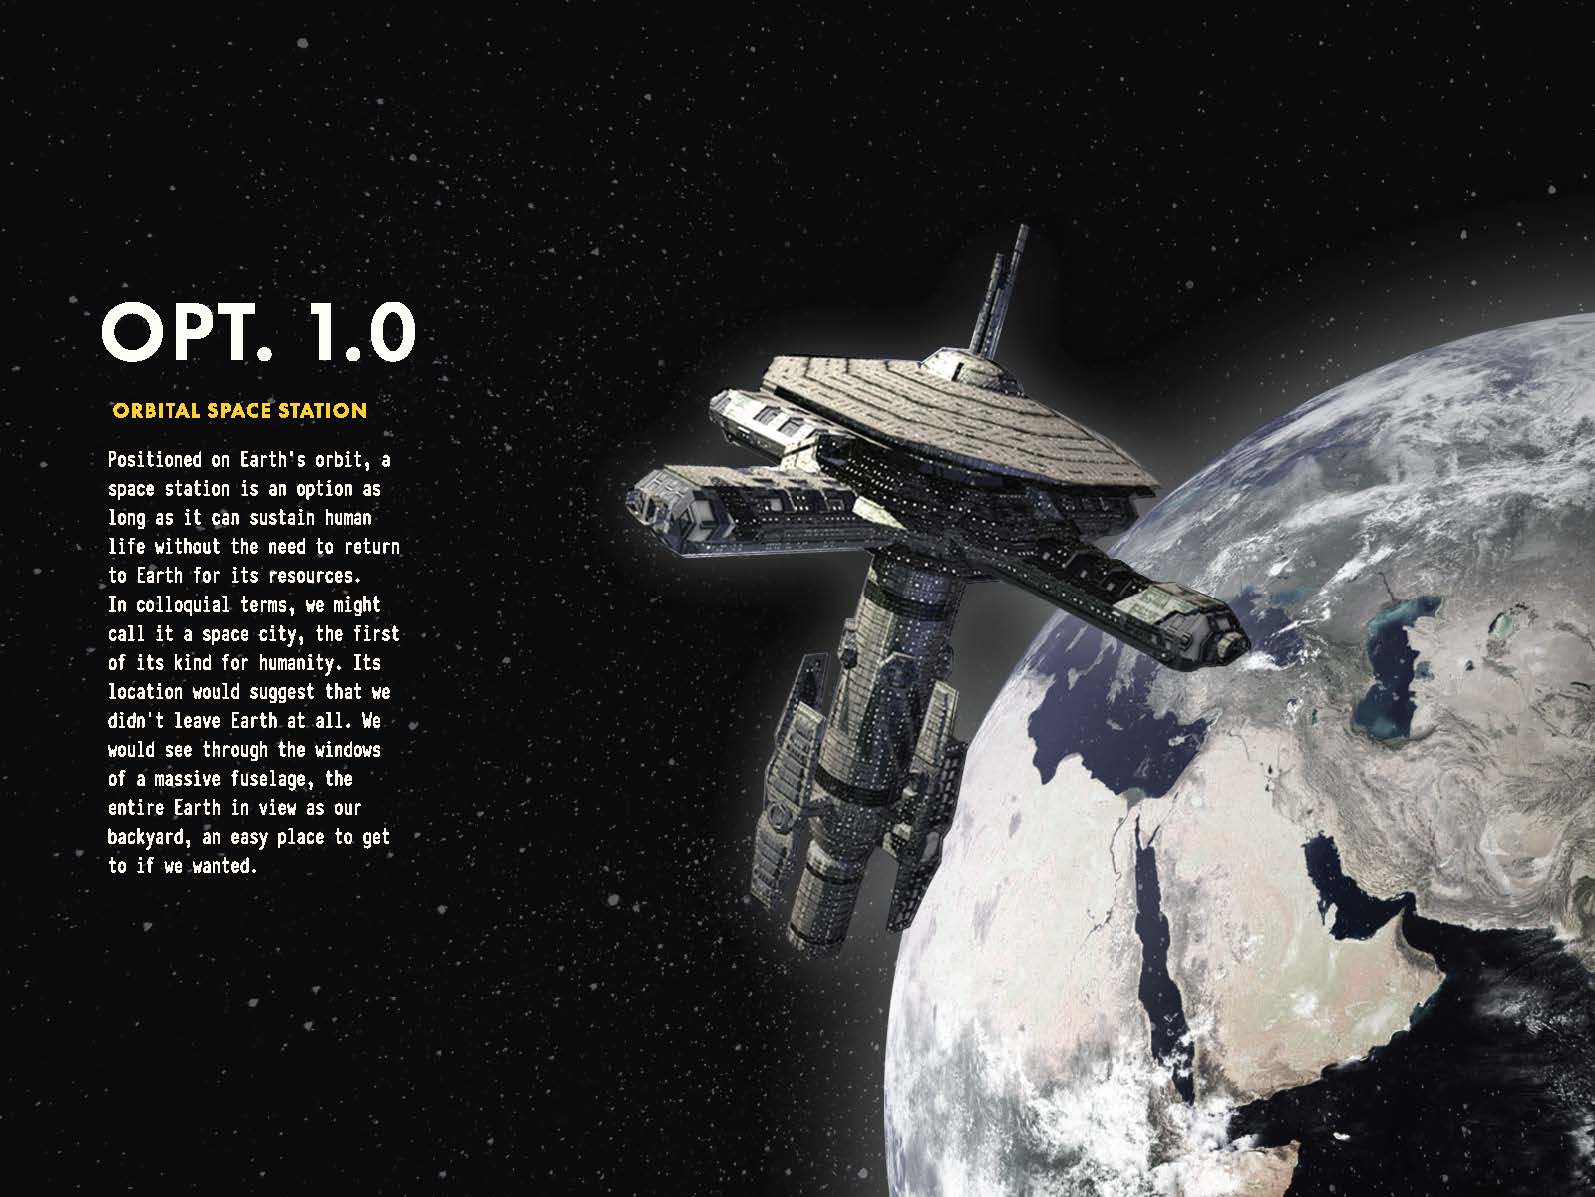 OPT. 1.0
ORBITAL SPACE STATION
Positioned on Earth's orbit, a
space station is an option as
long as it can sustain human
life without the need to return
to Earth for its resources.
In colloquial terms, we might
call it a space city, the first
of its kind for humanity. Its
location would suggest that we
didn't leave Earth at all. We
would see through the windows
of a massive fuselage, the
entire Earth in view as our
backyard, an easy place to get
to if we wanted.